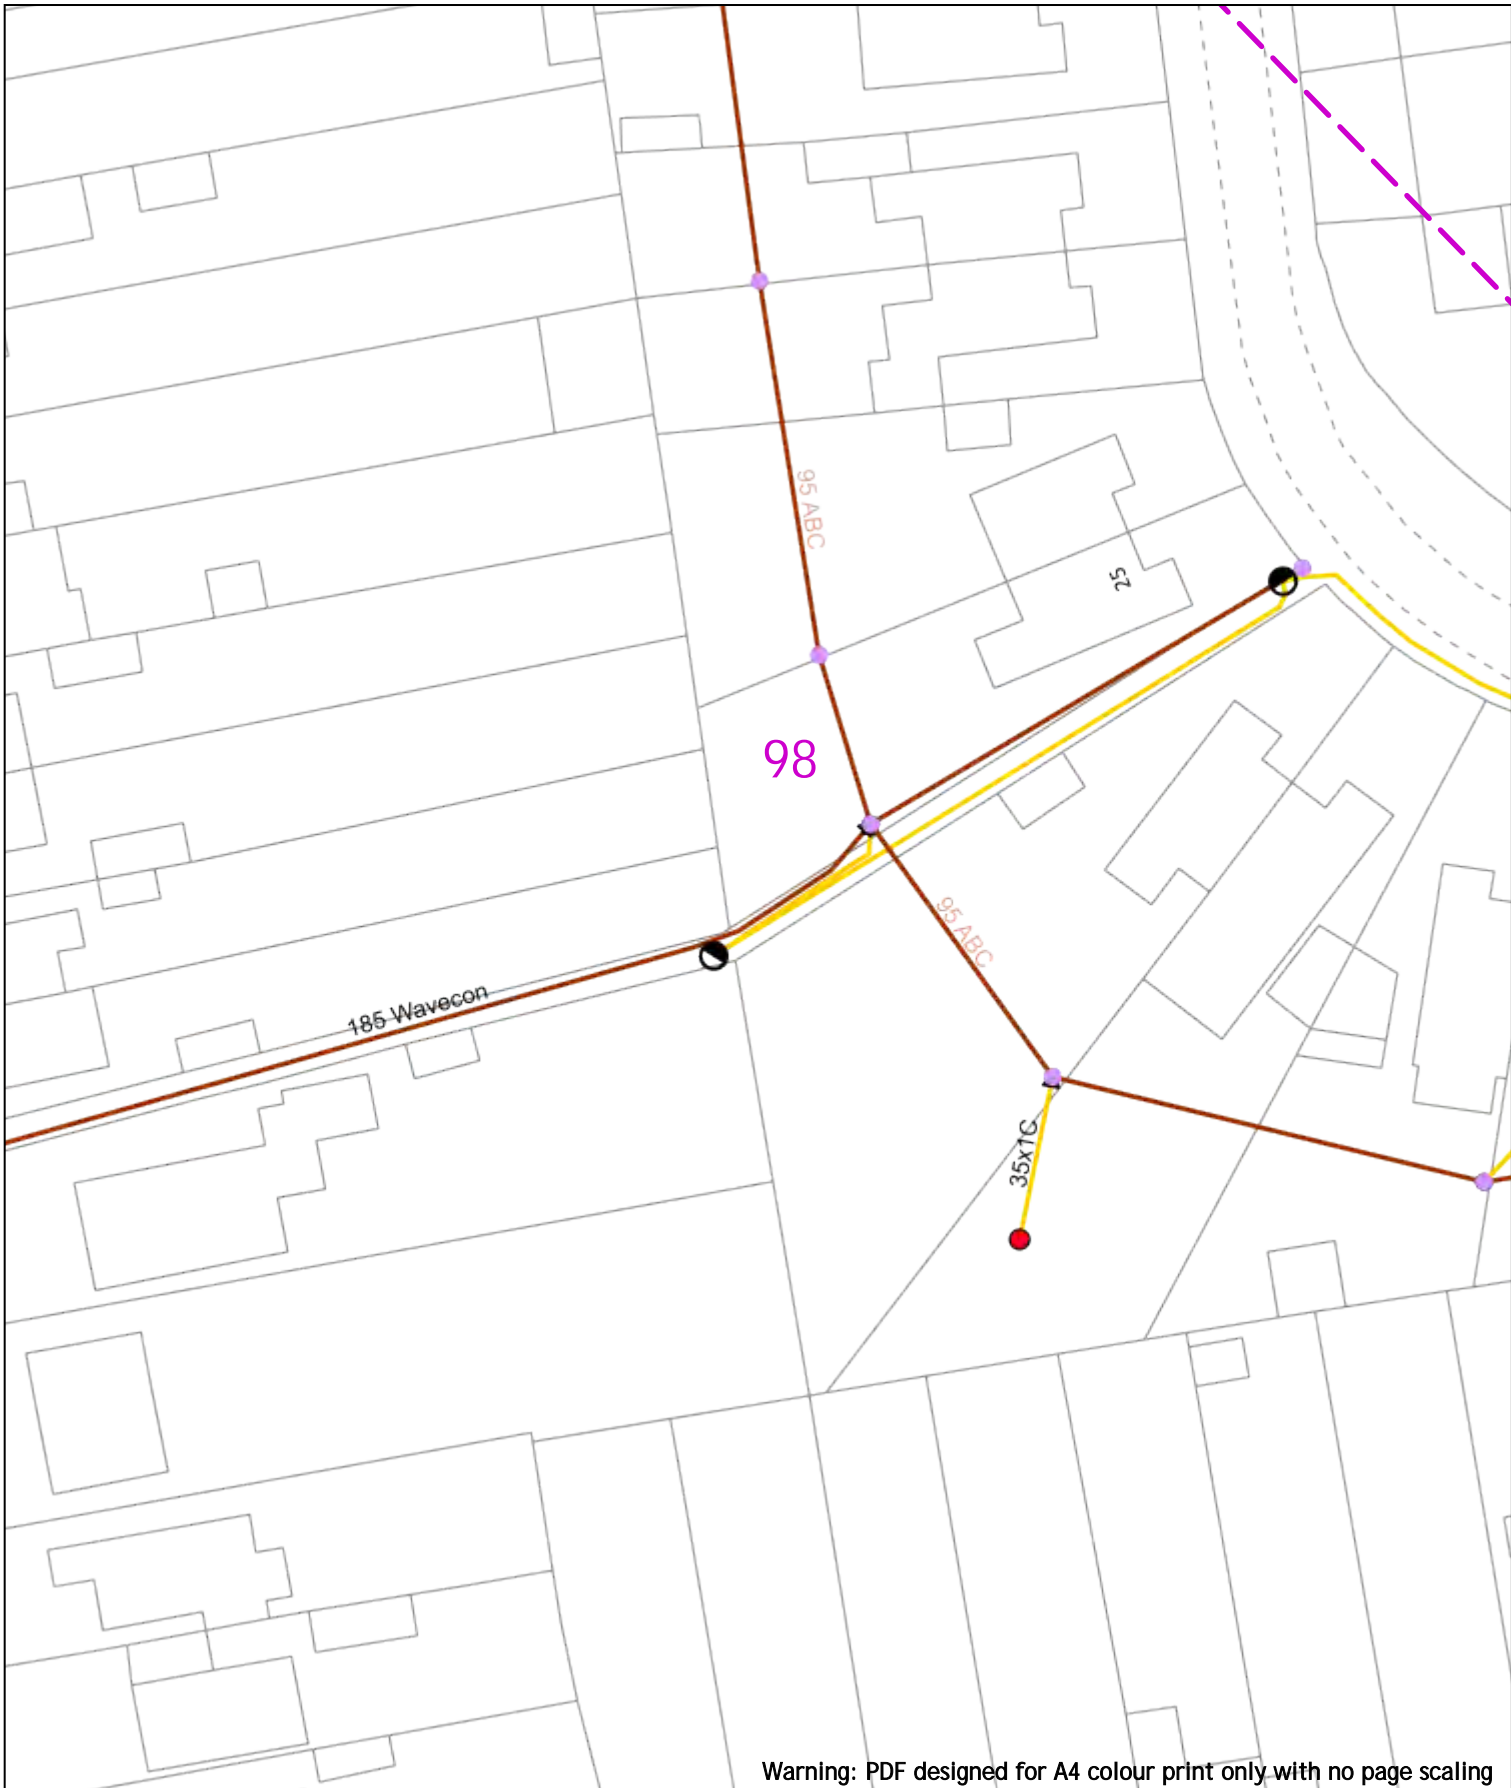 95 ABC
25
98
95 ABC
185 Wavecon
35x1C
Warning: PDF designed for A4 colour print only with no page scaling